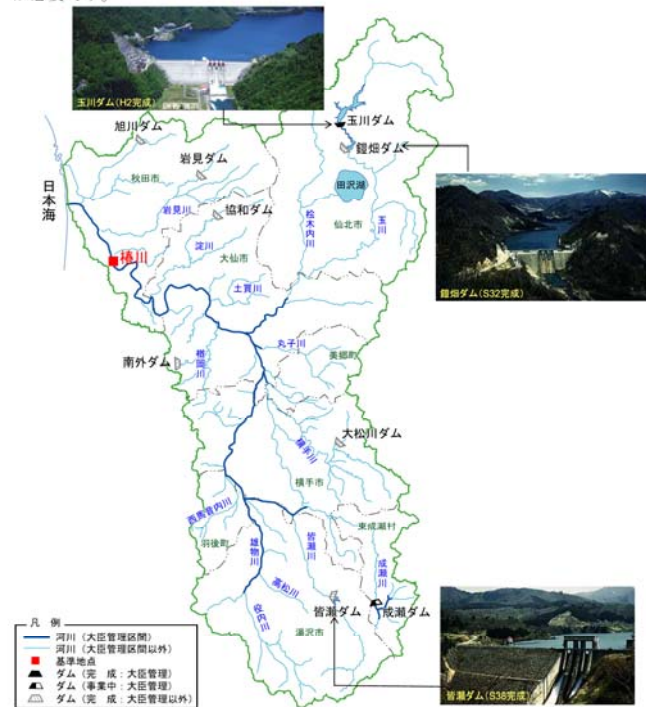 玉川ダム(H2完成)
旭川ダム
玉川ダム
岩見ダム
鎧畑ダム
秋田市
日本海
田沢湖
岩見川
協和ダム
桧木内川
仙北市
玉川
淀川
椿川
大仙市
鎧畑ダム(S32完成)
土買川
丸子川
美郷町
南外ダム
楢岡川
大松川ダム
横手川
横手市
西馬音内川
東成瀬村
羽後町
雄物川
皆瀬川
成瀬川
高松川
皆瀬ダム
成瀬ダム
役内川
湯沢市
皆瀬ダム(S38完成)
凡 例
河川（大臣管理区間）
河川（大臣管理区間以外）
基準地点
ダム（完 成：大臣管理）
ダム（事業中：大臣管理）
ダム（完 成：大臣管理以外）